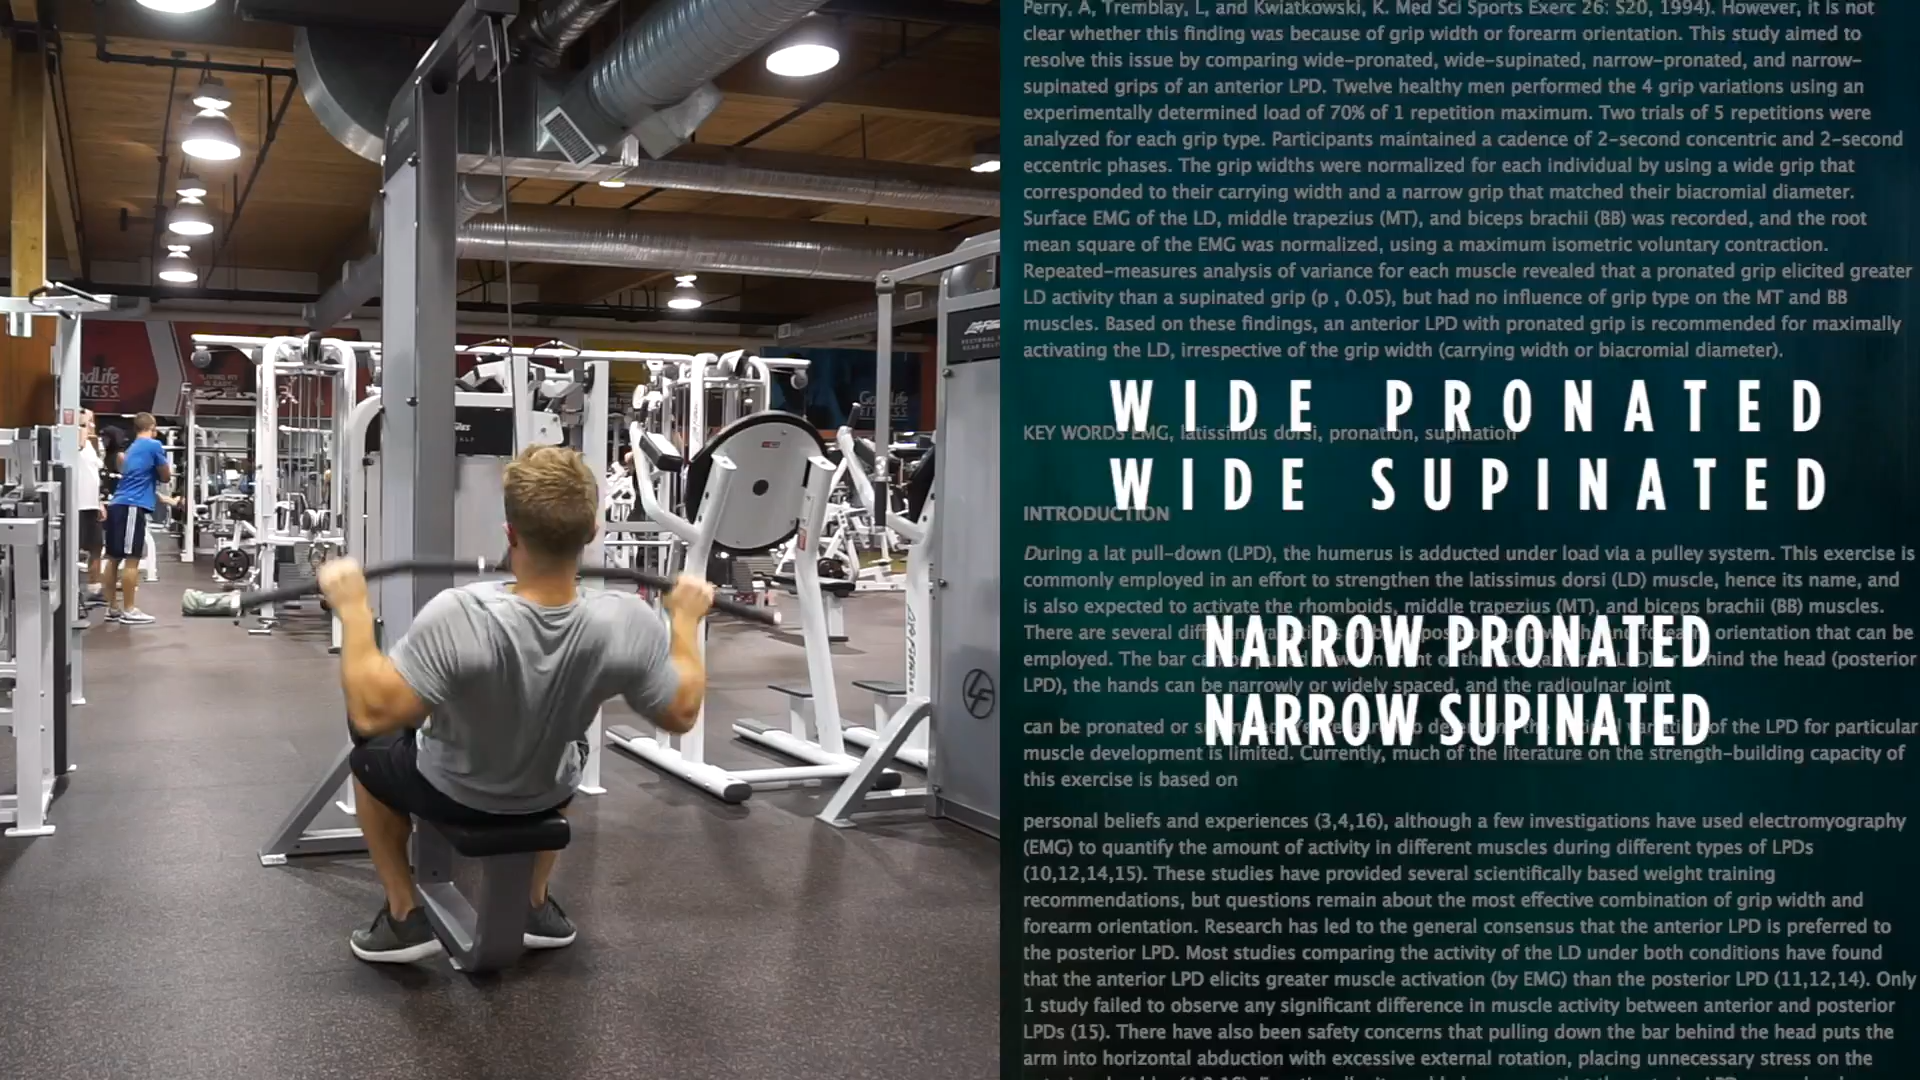 Perry, A, Tremblay, L, and Kwiatkowski, K. Med Sci Sports Exerc 26: S20, 1994). However, it is not
clear whether this finding was because of grip width or forearm orientation. This study aimed to
resolve this issue by comparing wide-pronated, wide-supinated, narrow-pronated, and narrow-
supinated grips of an anterior LPD. Twelve healthy men performed the 4 grip variations using an
experimentally determined load of 70% of 1 repetition maximum. Two trials of 5 repetitions were
analyzed for each grip type. Participants maintained a cadence of 2-second concentric and 2-second
eccentric phases. The grip widths were normalized for each individual by using a wide grip that
corresponded to their carrying width and a narrow grip that matched their biacromial diameter.
Surface EMG of the LD, middle trapezius (MT), and biceps brachii (BB) was recorded, and the root
mean square of the EMG was normalized, using a maximum isometric voluntary contraction.
Repeated-measures analysis of variance for each muscle revealed that a pronated grip elicited greater
LD activity than a supinated grip (p , 0.05), but had no influence of grip type on the MT and BB
muscles. Based on these findings, an anterior LPD with pronated grip is recommended for maximally
activating the LD, irrespective of the grip width (carrying width or biacromial diameter).
WIDE PRONATED
KEY WORDS EMG, latissimus dorsi, pronation, supination
WIDE SUPINATED
INTRODUCTION
During a lat pull-down (LPD), the humerus is adducted under load via a pulley system. This exercise is
commonly employed in an effort to strengthen the latissimus dorsi (LD) muscle, hence its name, and
is also expected to activate the rhomboids, middle trapezius (MT), and biceps brachii (BB) muscles.
There are several orientation that can be
NARROW PRONATED
employed. The bar behind the head (posterior
LPD), the hands can be narrowly or widely spaced, and the radioulnar joint
can be pronated or of the LPD for particular
NARROW SUPINATED
muscle development is limited. Currently, much of the literature on the strength-building capacity of
this exercise is based on
personal beliefs and experiences (3,4,16), although a few investigations have used electromyography
(EMG) to quantify the amount of activity in different muscles during different types of LPDs
(10,12,14,15). These studies have provided several scientifically based weight training
recommendations, but questions remain about the most effective combination of grip width and
forearm orientation. Research has led to the general consensus that the anterior LPD is preferred to
the posterior LPD. Most studies comparing the activity of the LD under both conditions have found
that the anterior LPD elicits greater muscle activation (by EMG) than the posterior LPD (11,12,14). Only
1 study failed to observe any significant difference in muscle activity between anterior and posterior
LPDs (15). There have also been safety concerns that pulling down the bar behind the head puts the
arm into horizontal abduction with excessive external rotation, placing unnecessary stress on the
GoodLife
FITNESS